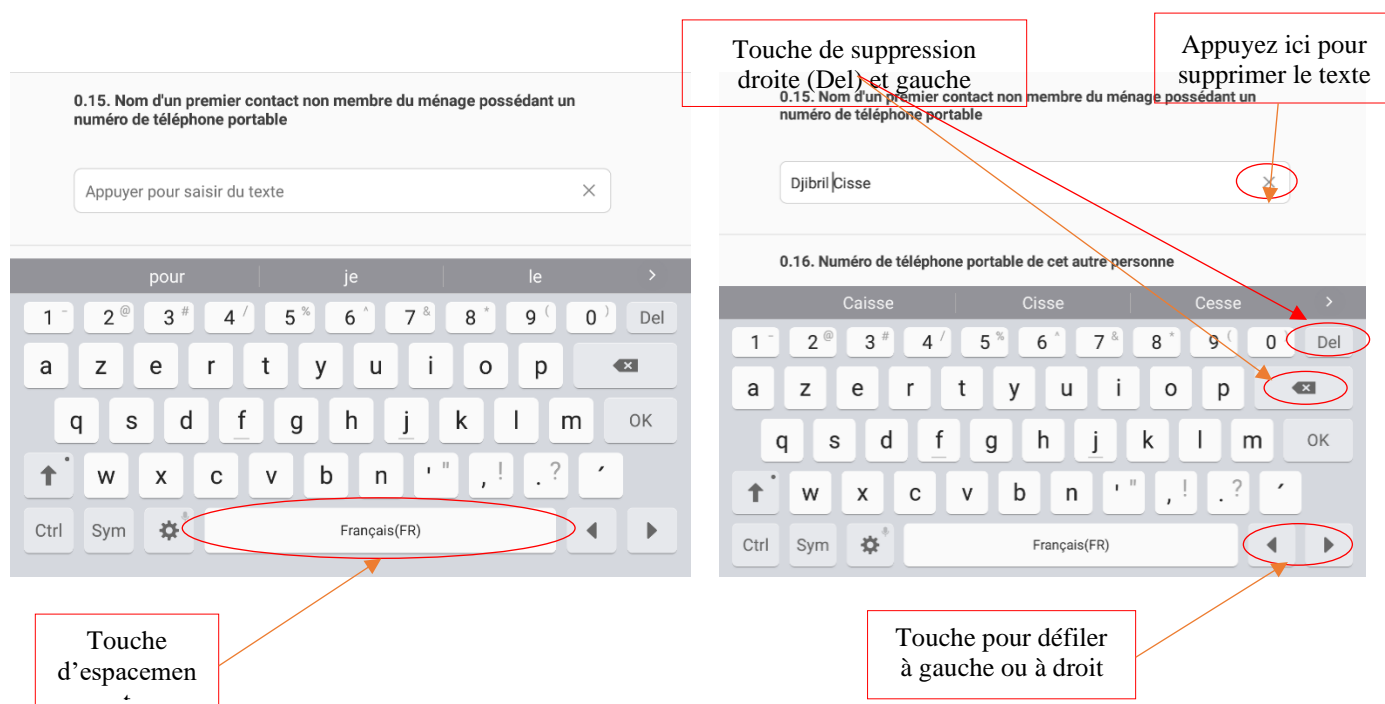 Touche de suppression
droite (Del) et gauche
Appuyez ici pour
supprimer le texte
0.15. Nom d'un premier contact non membre du ménage possédant un
numéro de téléphone portable
Appuyer pour saisir du texte
pour je le >
1 - 2 @ 3 # 4 / 5 % 6 ^ 7 & 8 * 9 ( 0 ) Del
a z e r t y u i o p
q s d f g h j k l m OK
w x c v b n ' " , ! . ? ´
Ctrl Sym Français(FR)
Touche
d'espacemen
0.15. Nom d'un premier contact non membre du ménage possédant un
numéro de téléphone portable
Djibril Cisse
0.16. Numéro de téléphone portable de cet autre personne
Caisse Cisse Cesse >
1 - 2 @ 3 # 4 / 5 % 6 ^ 7 & 8 * 9 ( 0 Del
a z e r t y u i o p
q s d f g h j k l m OK
w x c v b n ' " , ! . ? ´
Ctrl Sym Français(FR)
Touche pour défiler
à gauche ou à droit